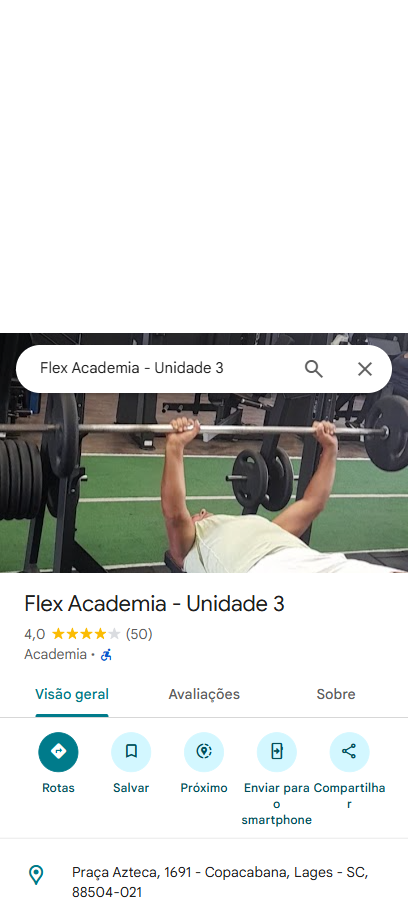 Flex Academia - Unidade 3
Flex Academia - Unidade 3
4,0 (50)
Academia ·
Visão geral Avaliações Sobre
Rotas Salvar Próximo Enviar para o smartphone Compartilhar
Praça Azteca, 1691 - Copacabana, Lages - SC,
88504-021